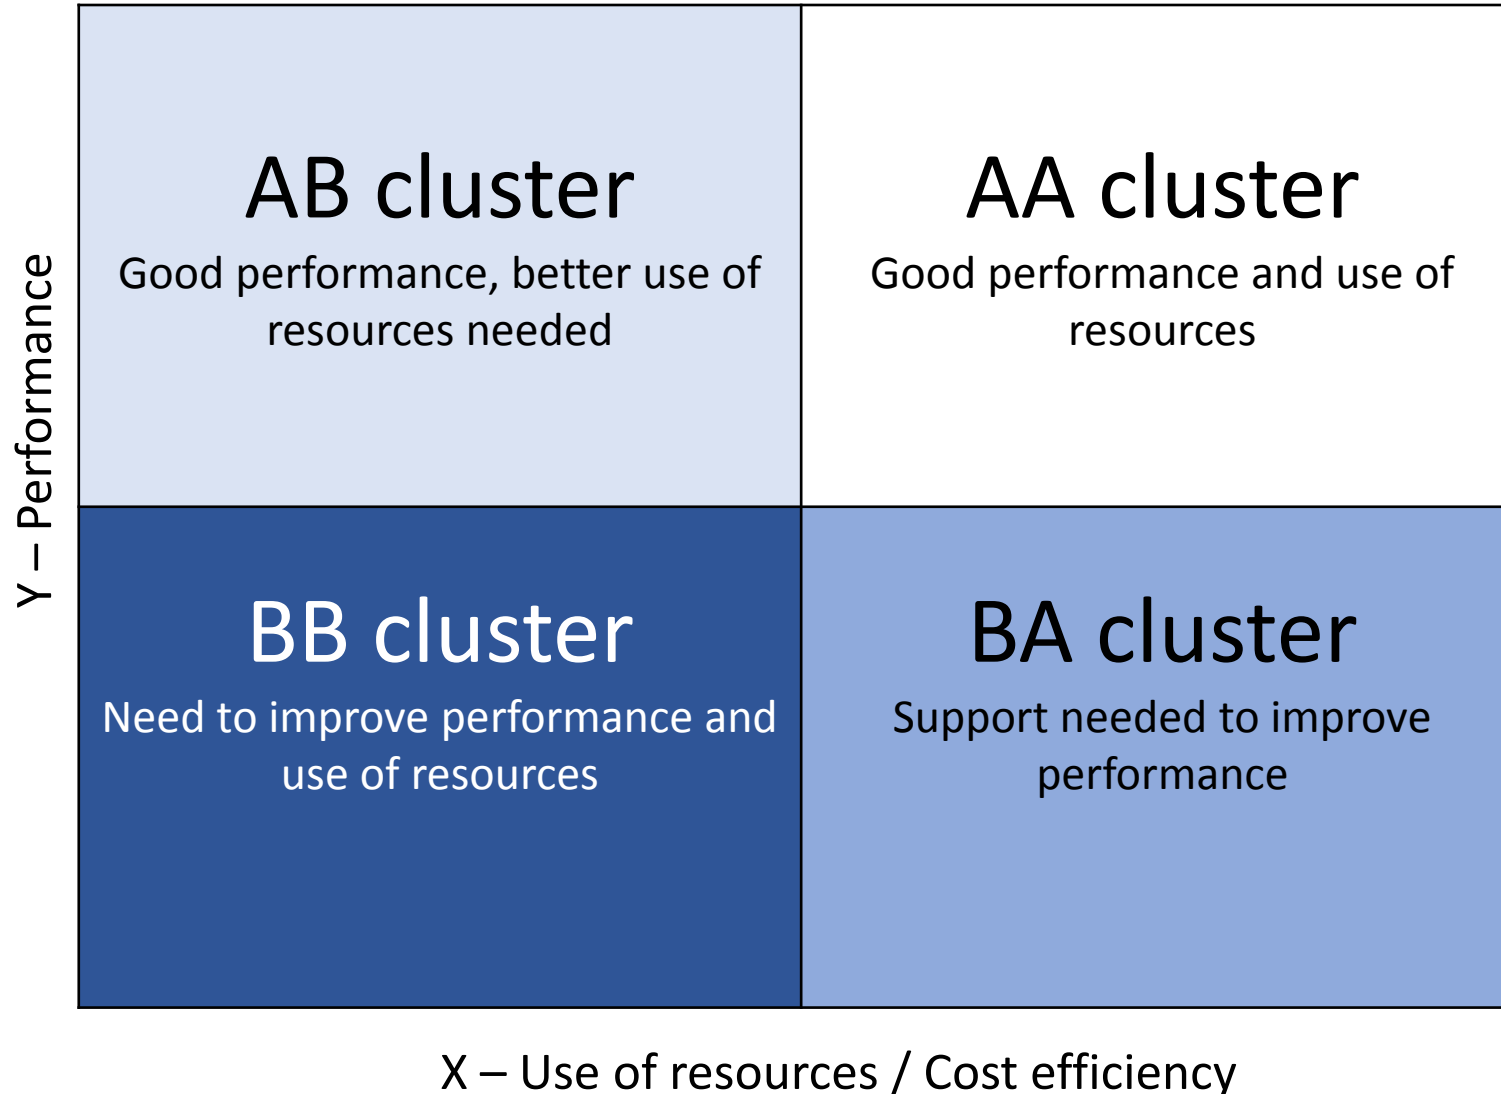 Y – Performance
AB cluster
Good performance, better use of
resources needed
AA cluster
Good performance and use of
resources
BB cluster
Need to improve performance and
use of resources
BA cluster
Support needed to improve
performance
X – Use of resources / Cost efficiency